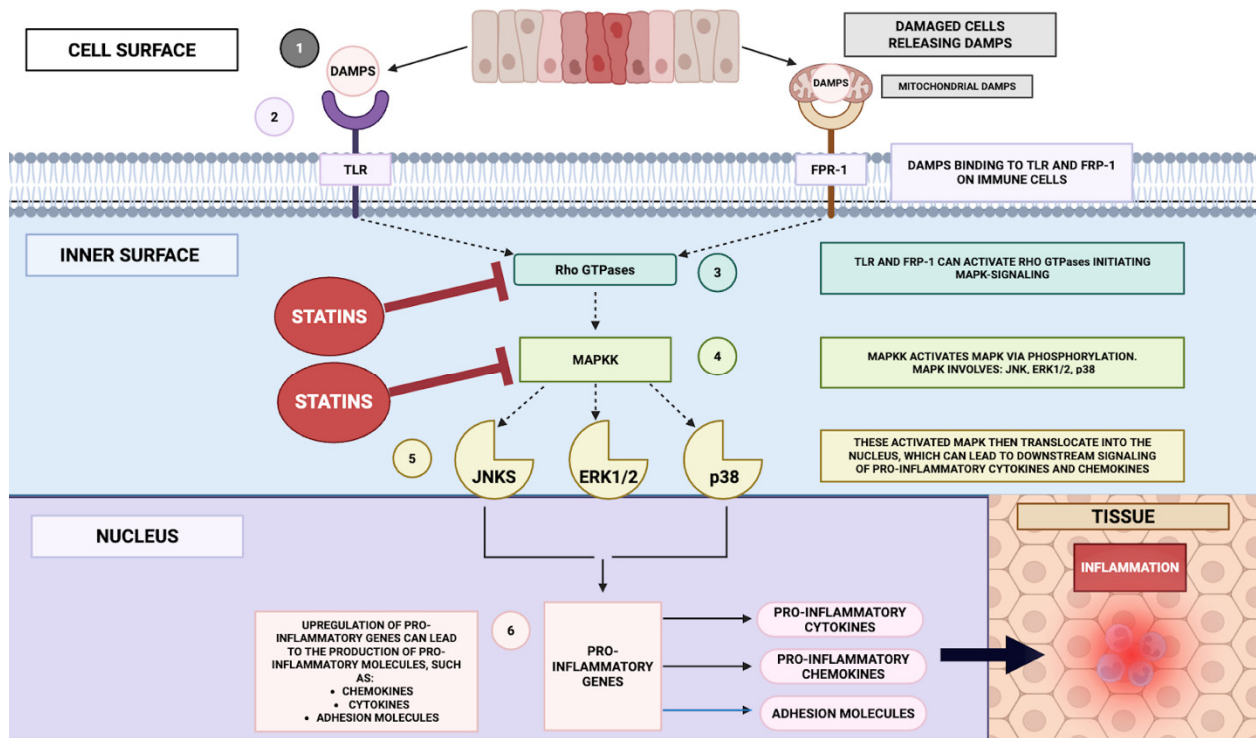 CELL SURFACE
1
DAMPS
DAMAGED CELLS
RELEASING DAMPS
DAMPS
MITOCHONDRIAL DAMPS
2
TLR
FPR-1
DAMPS BINDING TO TLR AND FRP-1
ON IMMUNE CELLS
INNER SURFACE
Rho GTPases
3
TLR AND FRP-1 CAN ACTIVATE RHO GTPases INITIATING
MAPK-SIGNALING
STATINS
MAPKK
4
MAPKK ACTIVATES MAPK VIA PHOSPHORYLATION.
MAPK INVOLVES: JNK, ERK1/2, p38
STATINS
5
JNKS
ERK1/2
p38
THESE ACTIVATED MAPK THEN TRANSLOCATE INTO THE
NUCLEUS, WHICH CAN LEAD TO DOWNSTREAM SIGNALING
OF PRO-INFLAMMATORY CYTOKINES AND CHEMOKINES
NUCLEUS
TISSUE
INFLAMMATION
UPREGULATION OF PRO-
INFLAMMATORY GENES CAN LEAD
TO THE PRODUCTION OF PRO-
INFLAMMATORY MOLECULES, SUCH
AS:
• CHEMOKINES
• CYTOKINES
• ADHESION MOLECULES
6
PRO-
INFLAMMATORY
GENES
PRO-INFLAMMATORY
CYTOKINES
PRO-INFLAMMATORY
CHEMOKINES
ADHESION MOLECULES